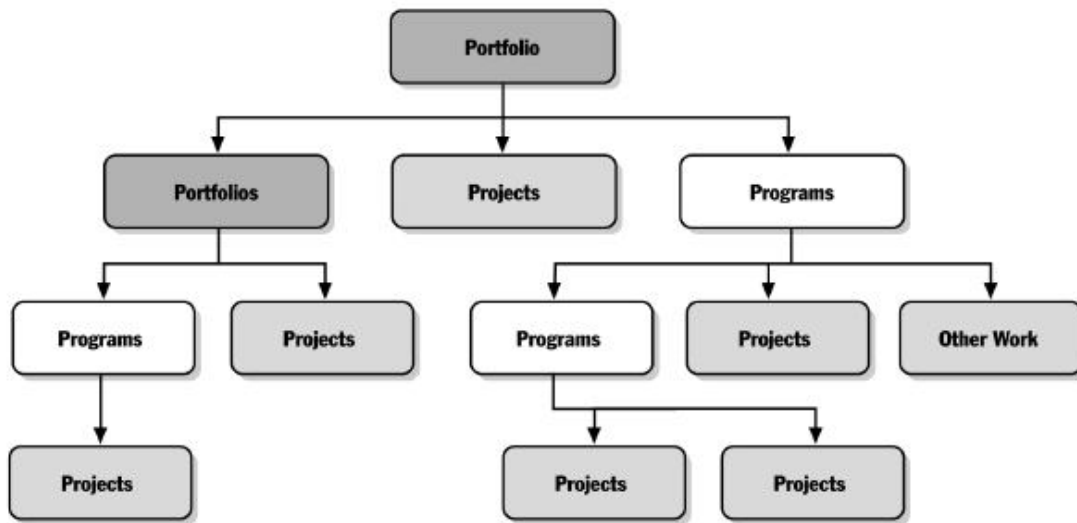 Portfolio
Portfolios
Projects
Programs
Programs
Projects
Programs
Projects
Other Work
Projects
Projects
Projects